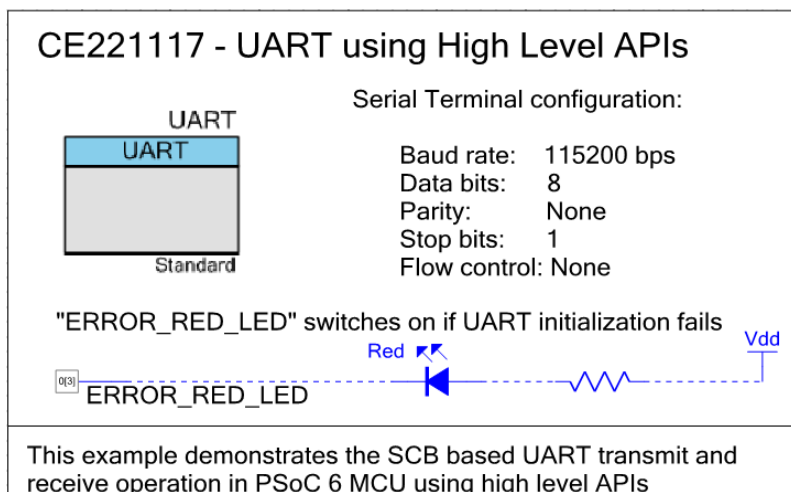 CE221117 - UART using High Level APIs
Serial Terminal configuration:
UART
UART
Standard
Baud rate: 115200 bps
Data bits: 8
Parity: None
Stop bits: 1
Flow control: None
"ERROR_RED_LED" switches on if UART initialization fails
Red
Vdd
0[3]
ERROR_RED_LED
This example demonstrates the SCB based UART transmit and
receive operation in PSoC 6 MCU using high level APIs